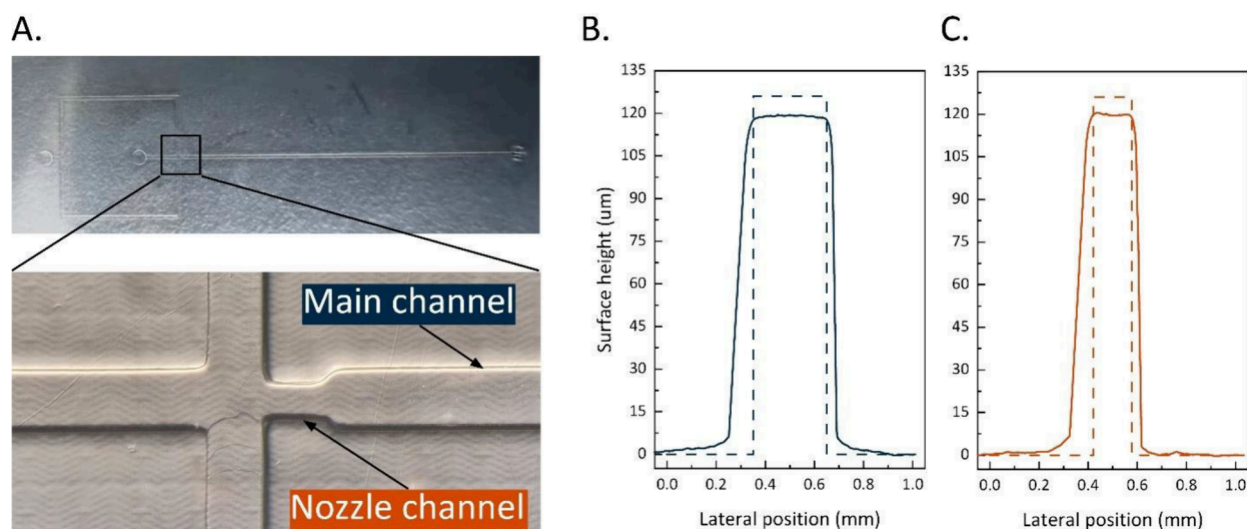 A.
Main channel
Nozzle channel
B.
135
120
105
90
75
60
45
30
15
0
Surface height (um)
0.0 0.2 0.4 0.6 0.8 1.0
Lateral position (mm)
C.
135
120
105
90
75
60
45
30
15
0
0.0 0.2 0.4 0.6 0.8 1.0
Lateral position (mm)